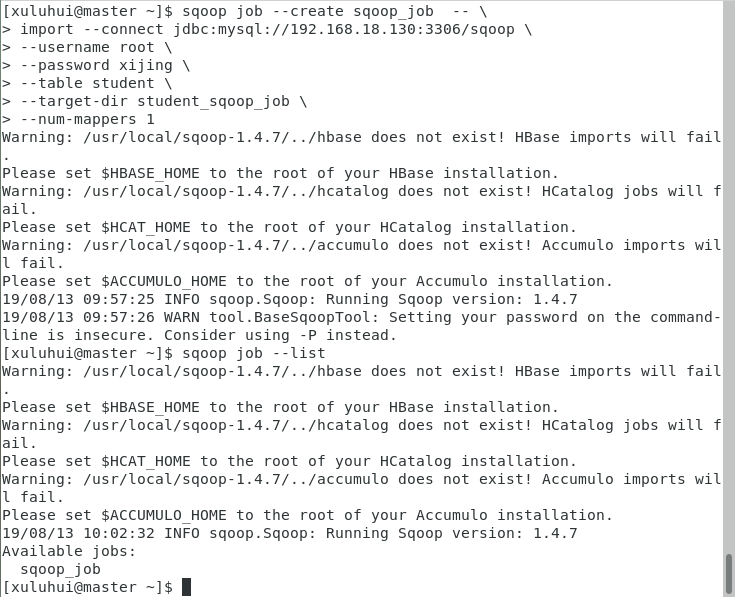 [xuluhui@master ~]$ sqoop job --create sqoop_job  -- \
> import --connect jdbc:mysql://192.168.18.130:3306/sqoop \
> --username root \
> --password xijing \
> --table student \
> --target-dir student_sqoop_job \
> --num-mappers 1
Warning: /usr/local/sqoop-1.4.7/../hbase does not exist! HBase imports will fail
.
Please set $HBASE_HOME to the root of your HBase installation.
Warning: /usr/local/sqoop-1.4.7/../hcatalog does not exist! HCatalog jobs will f
ail.
Please set $HCAT_HOME to the root of your HCatalog installation.
Warning: /usr/local/sqoop-1.4.7/../accumulo does not exist! Accumulo imports wil
l fail.
Please set $ACCUMULO_HOME to the root of your Accumulo installation.
19/08/13 09:57:25 INFO sqoop.Sqoop: Running Sqoop version: 1.4.7
19/08/13 09:57:26 WARN tool.BaseSqoopTool: Setting your password on the command-
line is insecure. Consider using -P instead.
[xuluhui@master ~]$ sqoop job --list
Warning: /usr/local/sqoop-1.4.7/../hbase does not exist! HBase imports will fail
.
Please set $HBASE_HOME to the root of your HBase installation.
Warning: /usr/local/sqoop-1.4.7/../hcatalog does not exist! HCatalog jobs will f
ail.
Please set $HCAT_HOME to the root of your HCatalog installation.
Warning: /usr/local/sqoop-1.4.7/../accumulo does not exist! Accumulo imports wil
l fail.
Please set $ACCUMULO_HOME to the root of your Accumulo installation.
19/08/13 10:02:32 INFO sqoop.Sqoop: Running Sqoop version: 1.4.7
Available jobs:
  sqoop_job
[xuluhui@master ~]$